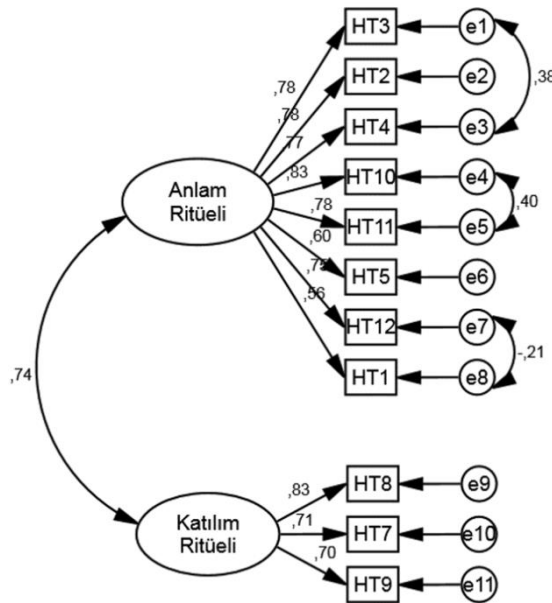 HT3
e1
,38
,78
HT2
e2
,78
HT4
e3
,77
,83
HT10
e4
,40
Anlam
Ritüeli
,78
HT11
e5
,60
HT5
e6
,75
,56
HT12
e7
-,21
HT1
e8
,74
,83
HT8
e9
Katılım
Ritüeli
,71
HT7
e10
,70
HT9
e11